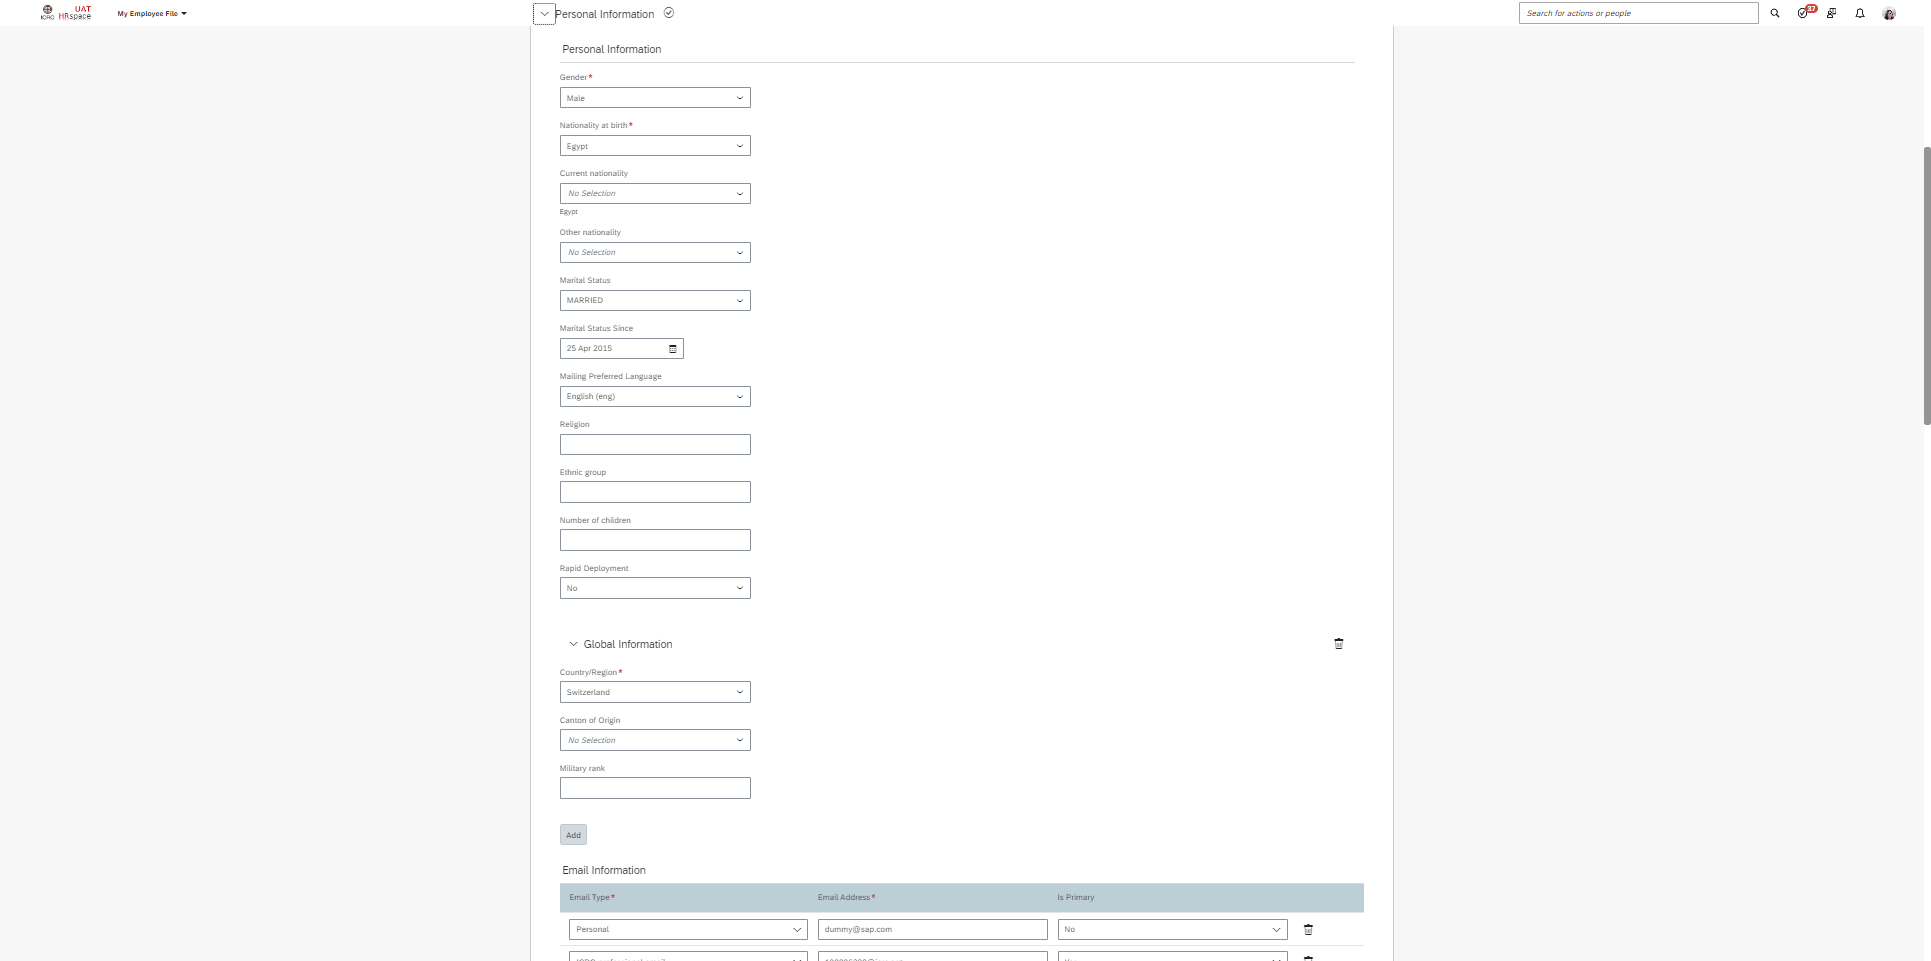 ICRC
UAT
HRspace
My Employee File
Personal Information
Search for actions or people
37
Personal Information
Gender*
Male
Nationality at birth*
Egypt
Current nationality
No Selection
Egypt
Other nationality
No Selection
Marital Status
MARRIED
Marital Status Since
25 Apr 2015
Mailing Preferred Language
English (eng)
Religion
Ethnic group
Number of children
Rapid Deployment
No
Global Information
Country/Region*
Switzerland
Canton of Origin
No Selection
Military rank
Add
Email Information
Email Type* Email Address* Is Primary
Personal dummy@sap.com No